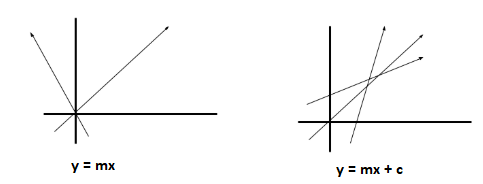 y = mx
y = mx + c